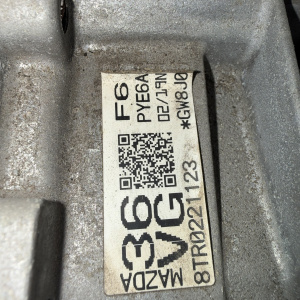 F6
PYE6A
02/19N
*GW8J0
36
VG
MAZDA
8TR0221123